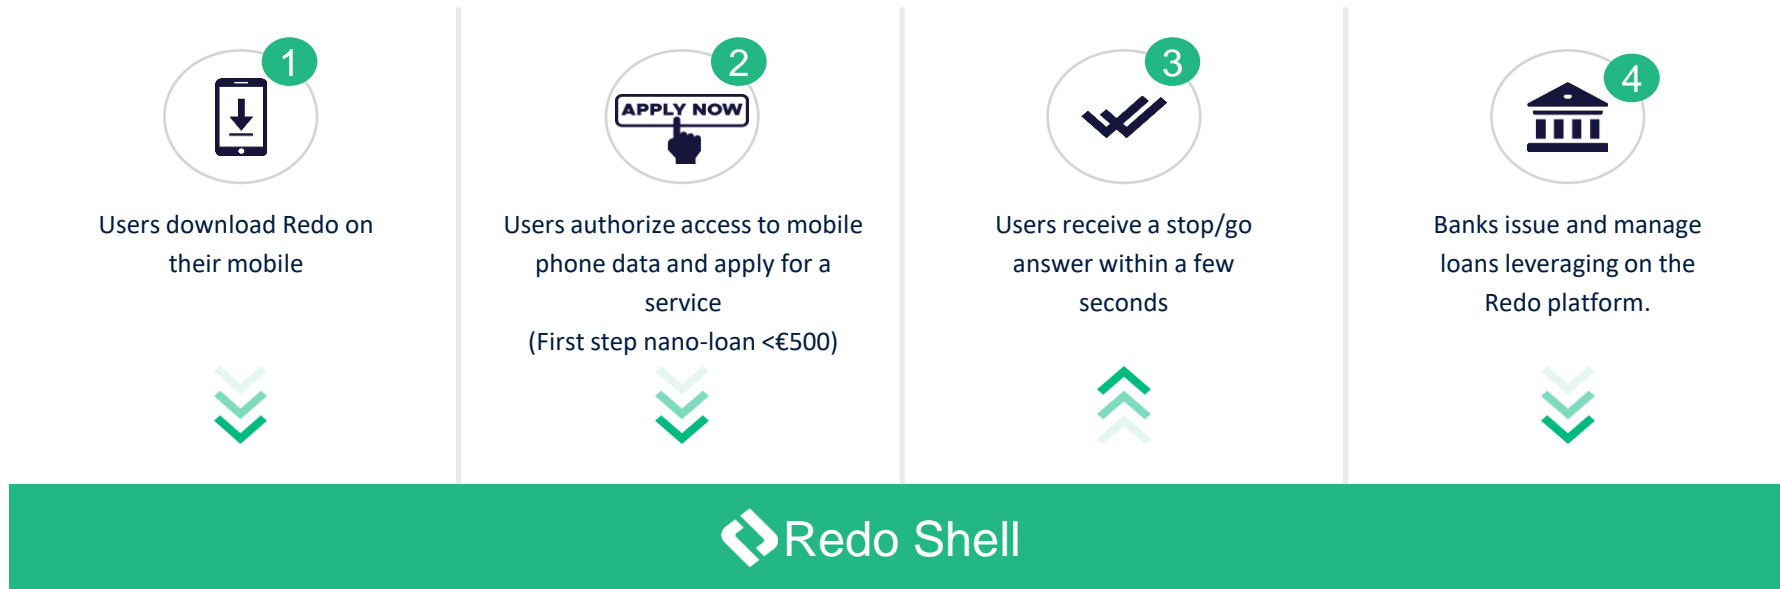 1
Users download Redo on
their mobile
2
APPLY NOW
Users authorize access to mobile
phone data and apply for a
service
(First step nano-loan <€500)
3
Users receive a stop/go
answer within a few
seconds
4
Banks issue and manage
loans leveraging on the
Redo platform.
Redo Shell